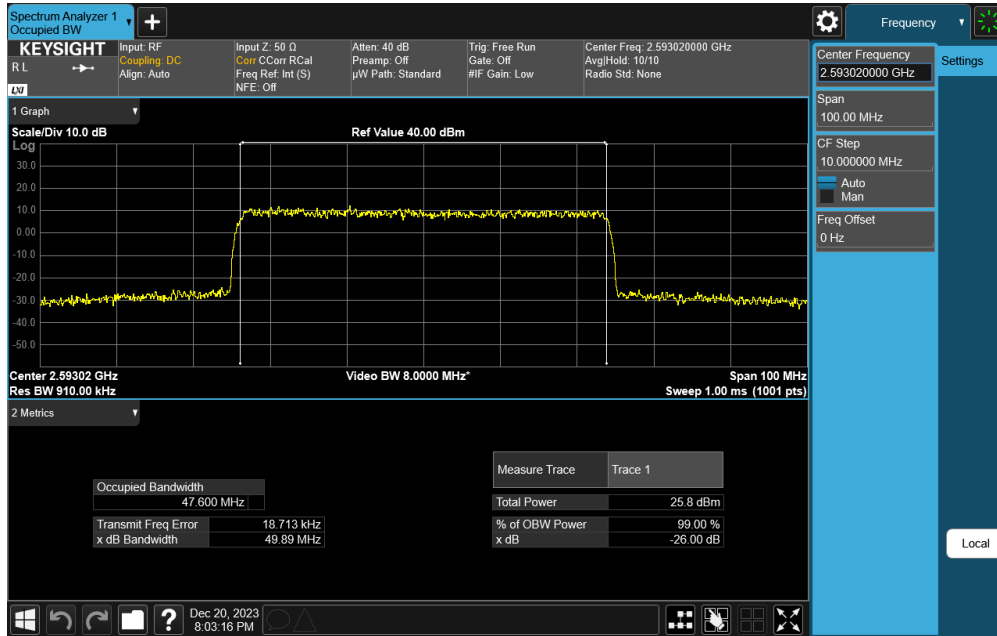 Spectrum Analyzer 1
Occupied BW
Frequency
KEYSIGHT
RL
LXI
Input: RF
Coupling: DC
Align: Auto
Input Z: 50 Ω
Corr CCorr RCal
Freq Ref: Int (S)
NFE: Off
Atten: 40 dB
Preamp: Off
µW Path: Standard
Trig: Free Run
Gate: Off
#IF Gain: Low
Center Freq: 2.593020000 GHz
Avg|Hold: 10/10
Radio Std: None
Center Frequency
2.593020000 GHz
Settings
Span
100.00 MHz
CF Step
10.000000 MHz
Auto
Man
Freq Offset
0 Hz
Local
1 Graph
Scale/Div 10.0 dB
Ref Value 40.00 dBm
Log
30.0
20.0
10.0
0.00
-10.0
-20.0
-30.0
-40.0
-50.0
Center 2.59302 GHz
Video BW 8.0000 MHz*
Span 100 MHz
Res BW 910.00 kHz
Sweep 1.00 ms (1001 pts)
2 Metrics
Occupied Bandwidth
47.600 MHz
Transmit Freq Error 18.713 kHz
x dB Bandwidth 49.89 MHz
Measure Trace Trace 1
Total Power 25.8 dBm
% of OBW Power 99.00 %
x dB -26.00 dB
?
Dec 20, 2023
8:03:16 PM